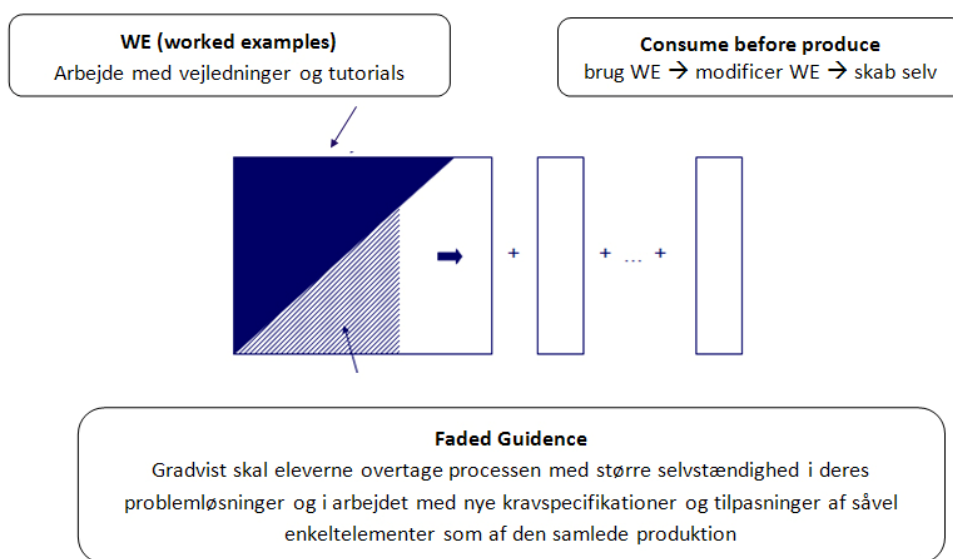 WE (worked examples)
Arbejde med vejledninger og tutorials
Consume before produce
brug WE → modificer WE → skab selv
+ + ... +
Faded Guidence
Gradvist skal eleverne overtage processen med større selvstændighed i deres
problemløsninger og i arbejdet med nye kravspecifikationer og tilpasninger af såvel
enkeltelementer som af den samlede produktion